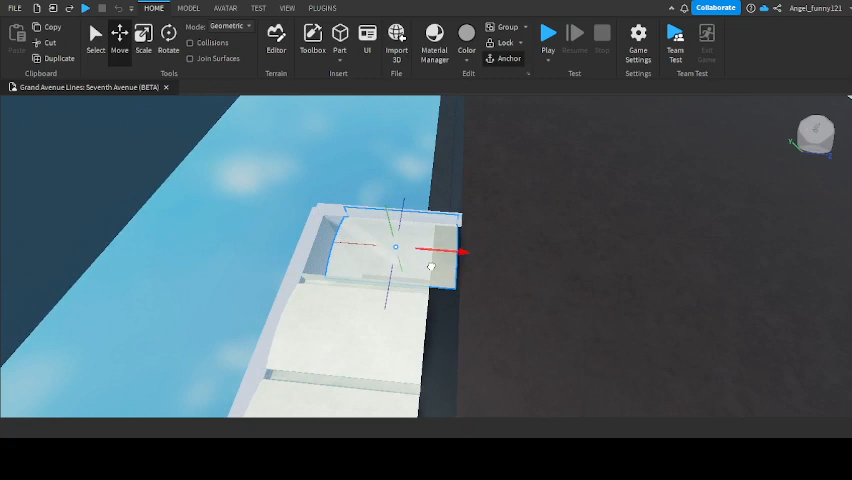 FILE HOME MODEL AVATAR TEST VIEW PLUGINS Collaborate Angel_funny121
Paste Copy Cut Duplicate Clipboard
Select Move Scale Rotate Mode: Geometric Collisions Join Surfaces Tools
Editor Terrain
Toolbox Part UI Insert
Import 3D File
Material Manager Color Group Lock Anchor Edit
Play Resume Stop Test
Game Settings Settings
Team Test Exit Game Team Test
Grand Avenue Lines: Seventh Avenue (BETA)